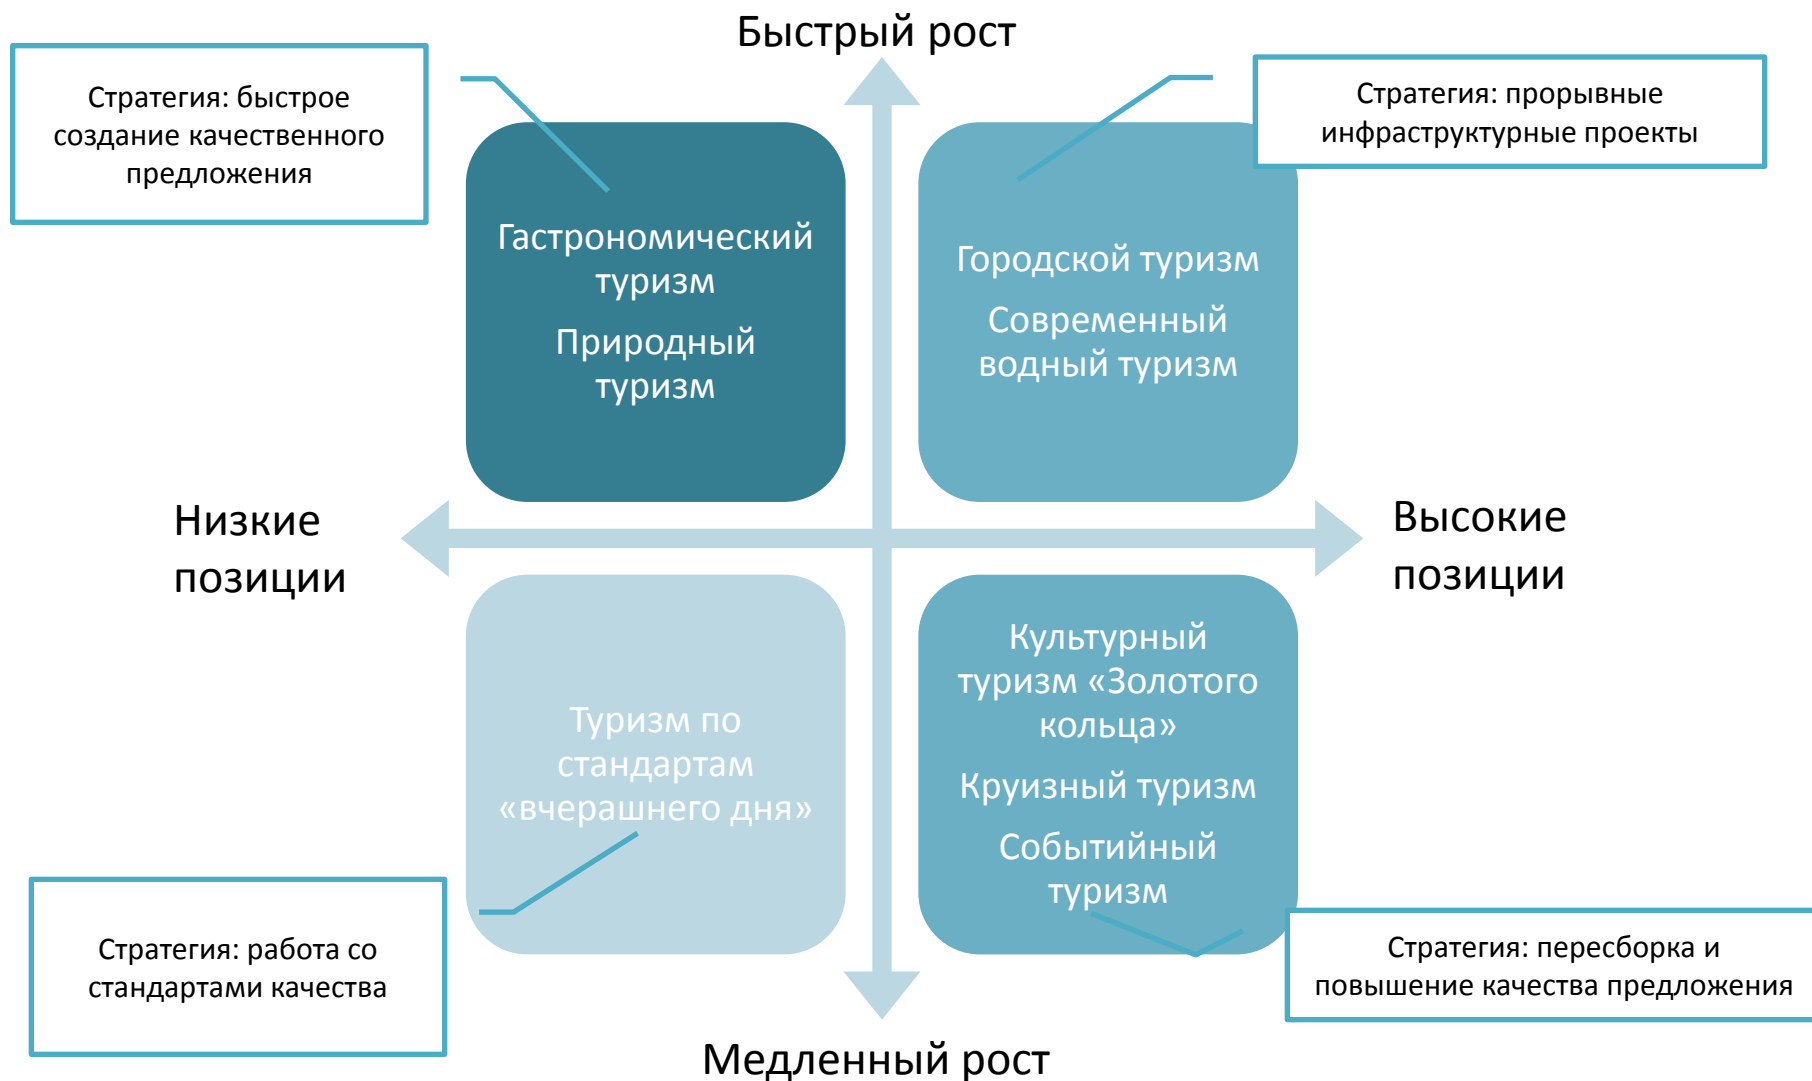 Быстрый рост
Стратегия: быстрое
создание качественного
предложения
Стратегия: прорывные
инфраструктурные проекты
Гастрономический
туризм
Природный
туризм
Городской туризм
Современный
водный туризм
Низкие
позиции
Высокие
позиции
Туризм по
стандартам
«вчерашнего дня»
Культурный
туризм «Золотого
кольца»
Круизный туризм
Событийный
туризм
Стратегия: работа со
стандартами качества
Стратегия: пересборка и
повышение качества предложения
Медленный рост